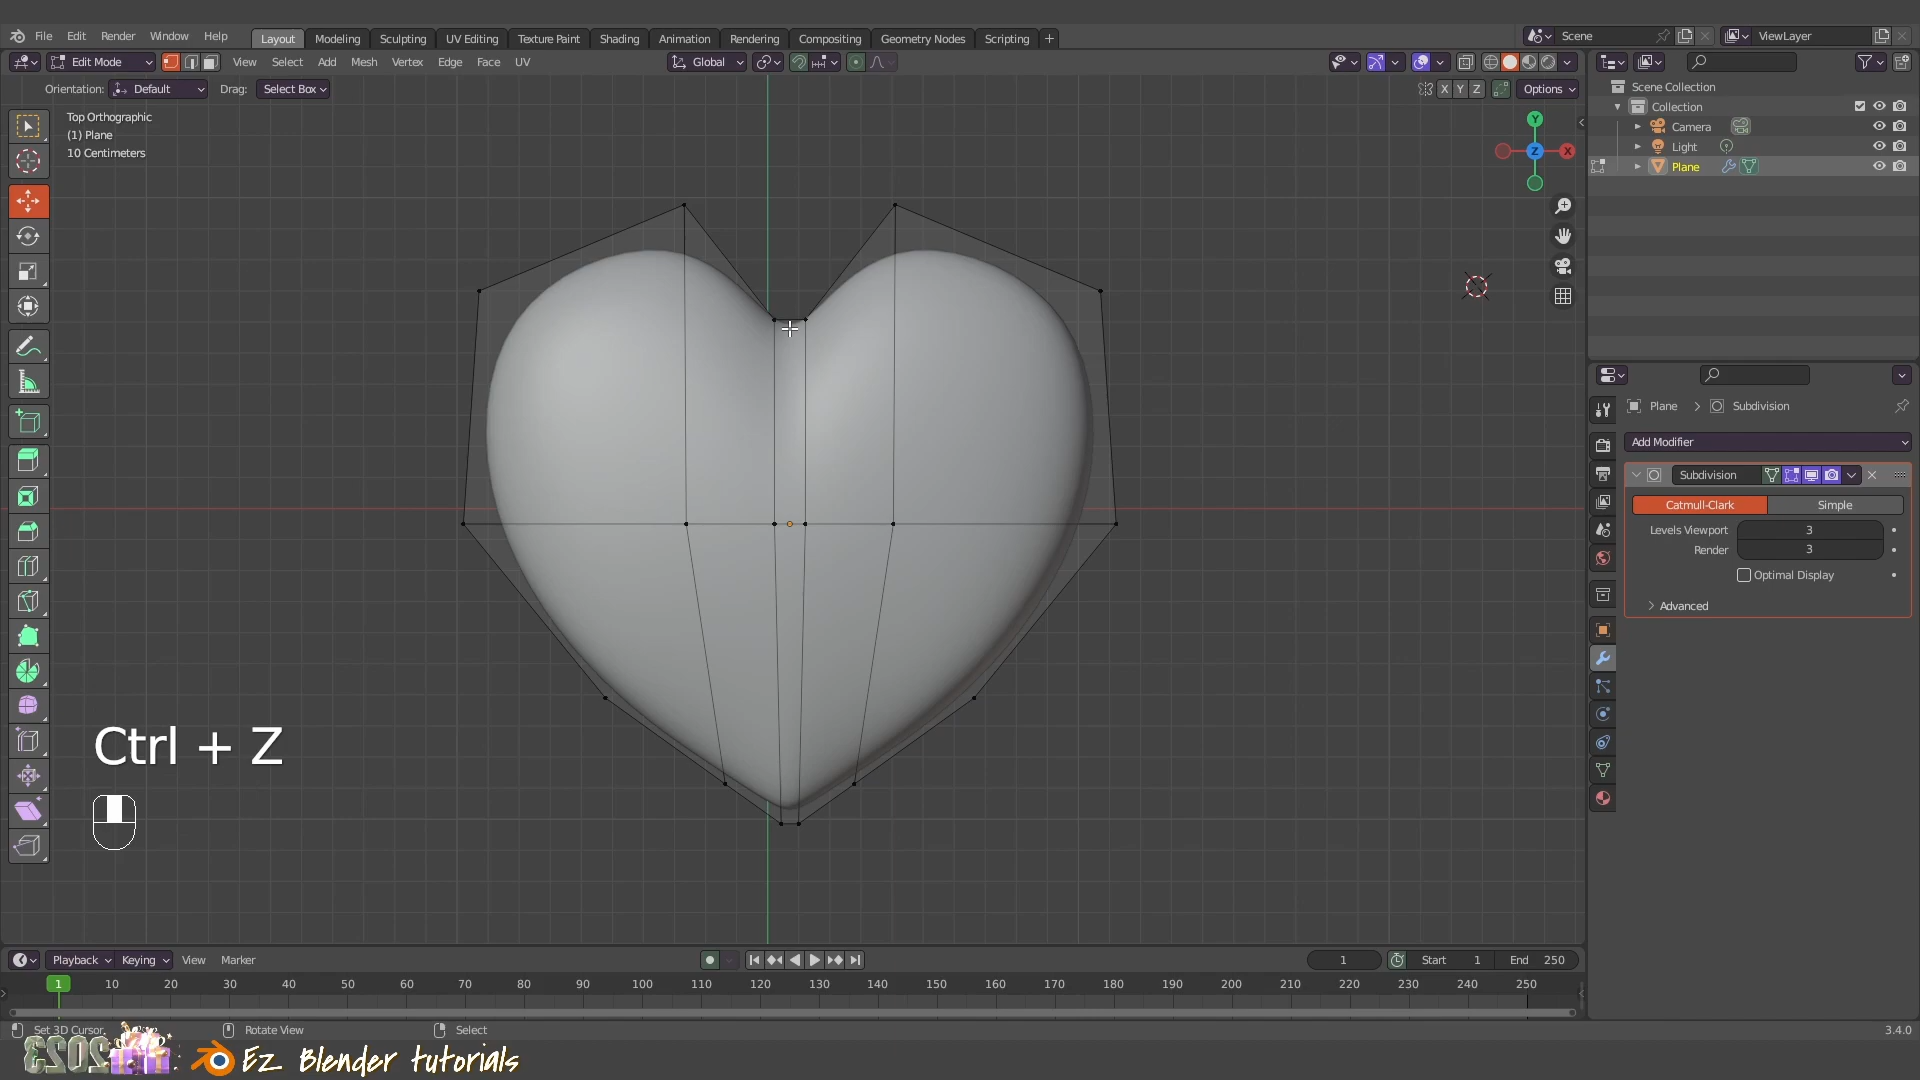 File Edit Render Window Help Layout Modeling Sculpting UV Editing Texture Paint Shading Animation Rendering Compositing Geometry Nodes Scripting + Scene ViewLayer
Edit Mode View Select Add Mesh Vertex Edge Face UV Global
Orientation: Default Drag: Select Box X Y Z Options
Top Orthographic
(1) Plane
10 Centimeters
Y
Z X
Scene Collection
Collection
Camera
Light
Plane
Plane > Subdivision
Add Modifier
Subdivision
Catmull-Clark Simple
Levels Viewport 3
Render 3
Optimal Display
Advanced
Ctrl + Z
Playback Keying View Marker 1 Start 1 End 250
1 10 20 30 40 50 60 70 80 90 100 110 120 130 140 150 160 170 180 190 200 210 220 230 240 250
Set 3D Cursor Rotate View Select 3.4.0
2023 Ez Blender tutorials